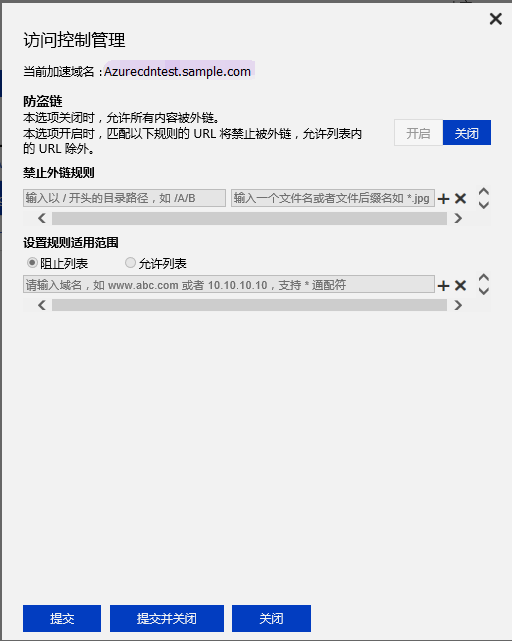 访问控制管理
当前加速域名 :Azurecdntest.sample.com
防盗链
本选项关闭时，允许所有内容被外链。
本选项开启时，匹配以下规则的 URL 将禁止被外链，允许列表内
的 URL 除外。
开启 关闭
禁止外链规则
输入以 / 开头的目录路径，如 /A/B 输入一个文件名或者文件后缀名如 *.jpg
设置规则适用范围
阻止列表 允许列表
请输入域名，如 www.abc.com 或者 10.10.10.10，支持 * 通配符
提交 提交并关闭 关闭